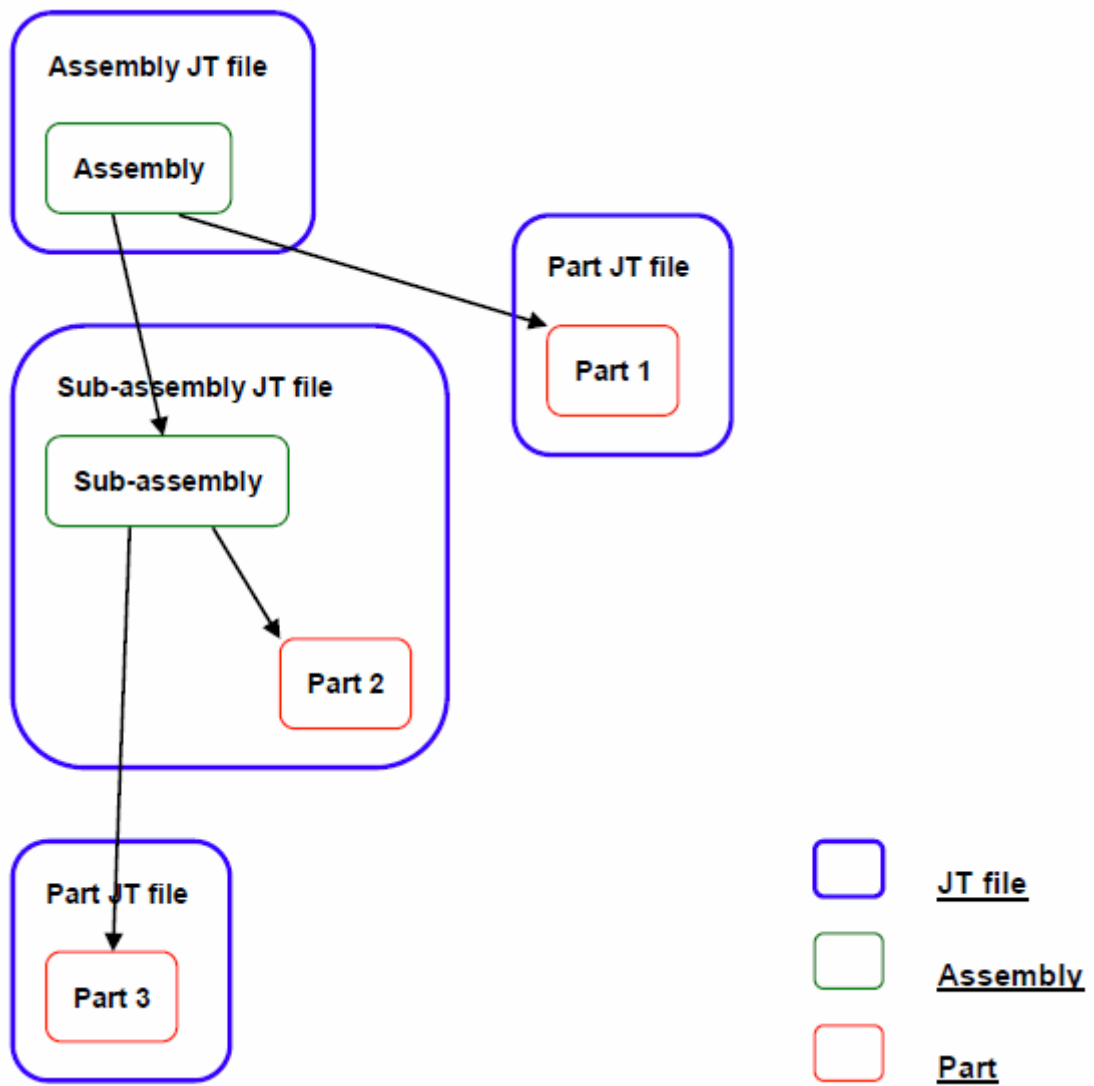 Assembly JT file
Assembly
Part JT file
Part 1
Sub-assembly JT file
Sub-assembly
Part 2
Part JT file
Part 3
JT file
Assembly
Part